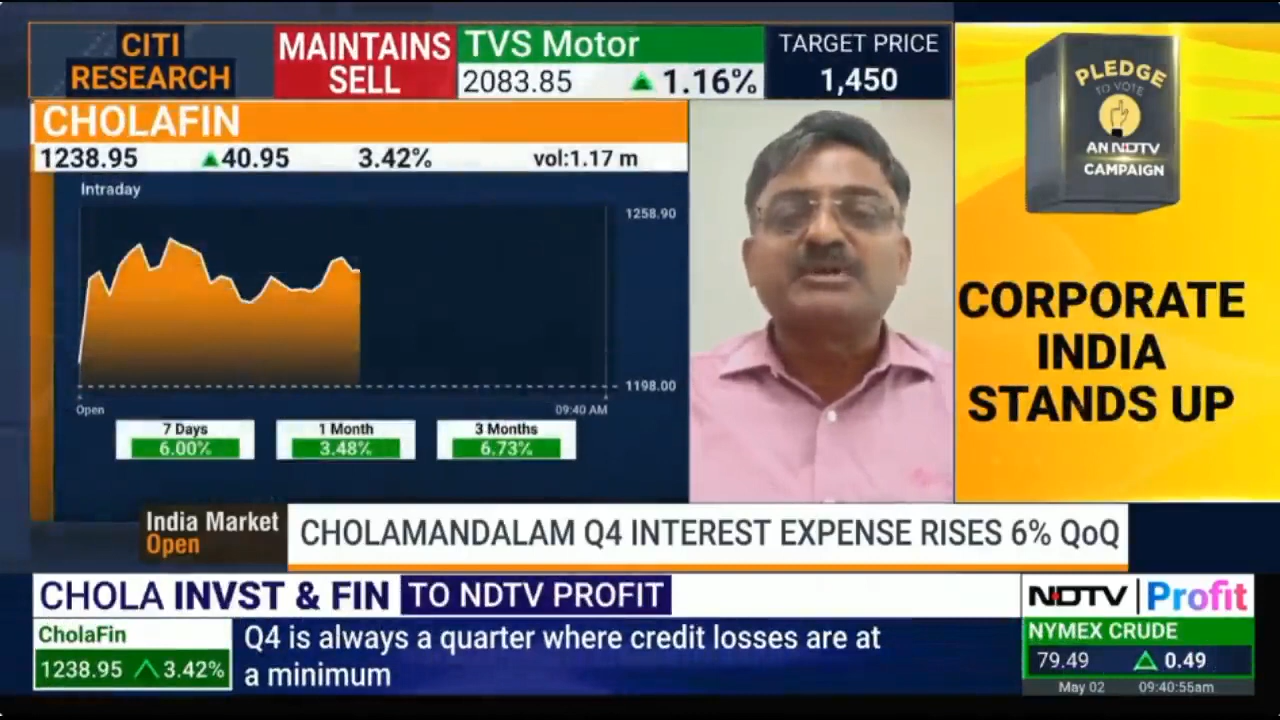 CITI
RESEARCH
MAINTAINS
SELL
TVS Motor
2083.85 ▲ 1.16%
TARGET PRICE
1,450
CHOLAFIN
1238.95 ▲40.95 3.42% vol:1.17 m
Intraday
1258.90
1198.00
Open 09:40 AM
7 Days
6.00%
1 Month
3.48%
3 Months
6.73%
PLEDGE
TO VOTE
AN NDTV
CAMPAIGN
CORPORATE
INDIA
STANDS UP
India Market
Open
CHOLAMANDALAM Q4 INTEREST EXPENSE RISES 6% QoQ
CHOLA INVST & FIN TO NDTV PROFIT
NDTV | Profit
CholaFin
1238.95 3.42%
Q4 is always a quarter where credit losses are at
a minimum
NYMEX CRUDE
79.49 0.49
May 02 09:40:56am